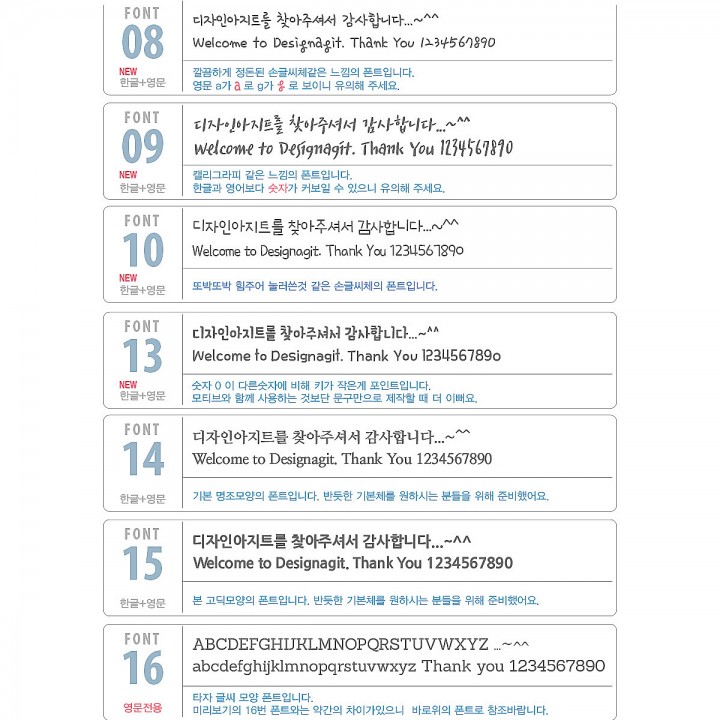 FONT
08
NEW
한글+영문
디자인아지트를 찾아주셔서 감사합니다...~^^
Welcome to Designagit. Thank You 1234567890
깔끔하게 정돈된 손글씨체같은 느낌의 폰트입니다.
영문 a가 a 로 g가 g 로 보이니 유의해 주세요.
FONT
09
NEW
한글+영문
디자인아지트를 찾아주셔서 감사합니다...~^^
Welcome to Designagit. Thank You 1234567890
캘리그라피 같은 느낌의 폰트입니다.
한글과 영어보다 숫자가 커보일 수 있으니 유의해 주세요.
FONT
10
NEW
한글+영문
디자인아지트를 찾아주셔서 감사합니다...~^^
Welcome to Designagit. Thank You 1234567890
또박또박 힘주어 눌러쓴것 같은 손글씨체의 폰트입니다.
FONT
13
NEW
한글+영문
디자인아지트를 찾아주셔서 감사합니다...~^^
Welcome to Designagit. Thank You 1234567890
숫자 0 이 다른숫자에 비해 키가 작은게 포인트입니다.
모티브와 함께 사용하는 것보단 문구만으로 제작할 때 더 이뻐요.
FONT
14
한글+영문
디자인아지트를 찾아주셔서 감사합니다...~^^
Welcome to Designagit. Thank You 1234567890
기본 명조모양의 폰트입니다. 반듯한 기본체를 원하시는 분들을 위해 준비했어요.
FONT
15
한글+영문
디자인아지트를 찾아주셔서 감사합니다...~^^
Welcome to Designagit. Thank You 1234567890
본 고딕모양의 폰트입니다. 반듯한 기본체를 원하시는 분들을 위해 준비했어요.
FONT
16
영문전용
ABCDEFGHIJKLMNOPQRSTUVWXYZ ...~^^
abcdefghijklmnopqrstuvwxyz Thank you 1234567890
타자 글씨 모양 폰트입니다.
미리보기의 16번 폰트와는 약간의 차이가있으니 바로위의 폰트로 참조바랍니다.